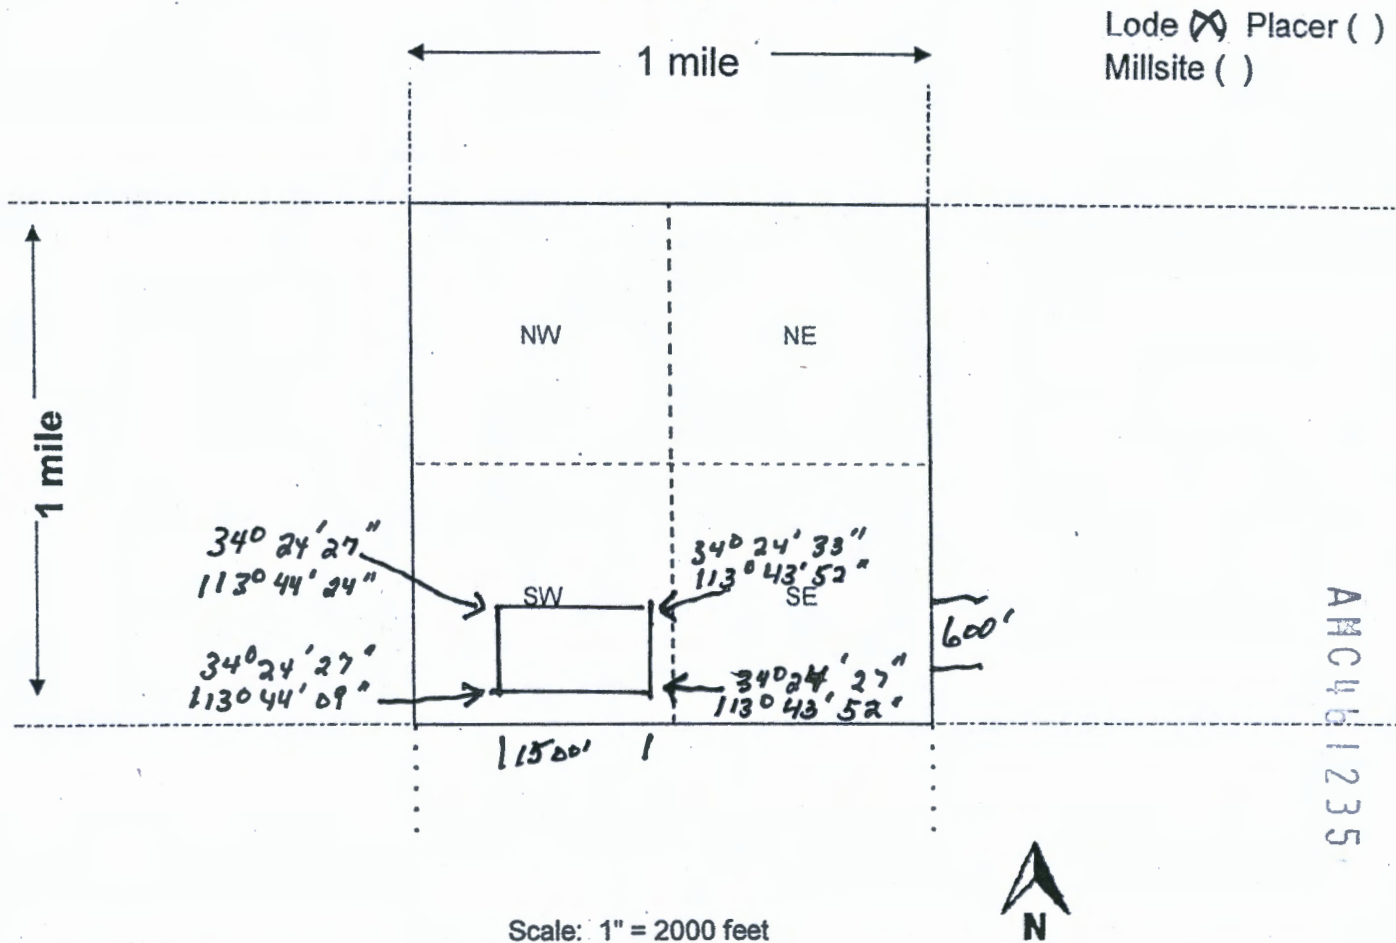 Lode (X) Placer ( )
Millsite ( )
1 mile
1 mile
NW
NE
34° 24' 27"
113° 44' 24"
34° 24' 33"
113° 43' 52"
SW
SE
600'
34° 24' 27"
113° 44' 09"
34° 24' 27"
113° 43' 52"
1500'
AMC461235
N
Scale: 1" = 2000 feet